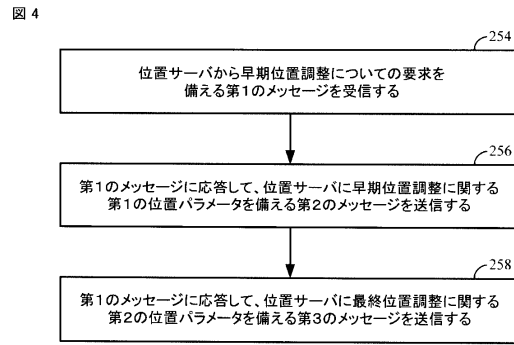 図 4
254
位置サーバから早期位置調整についての要求を
備える第1のメッセージを受信する
256
第1のメッセージに応答して、位置サーバに早期位置調整に関する
第1の位置パラメータを備える第2のメッセージを送信する
258
第1のメッセージに応答して、位置サーバに最終位置調整に関する
第2の位置パラメータを備える第3のメッセージを送信する